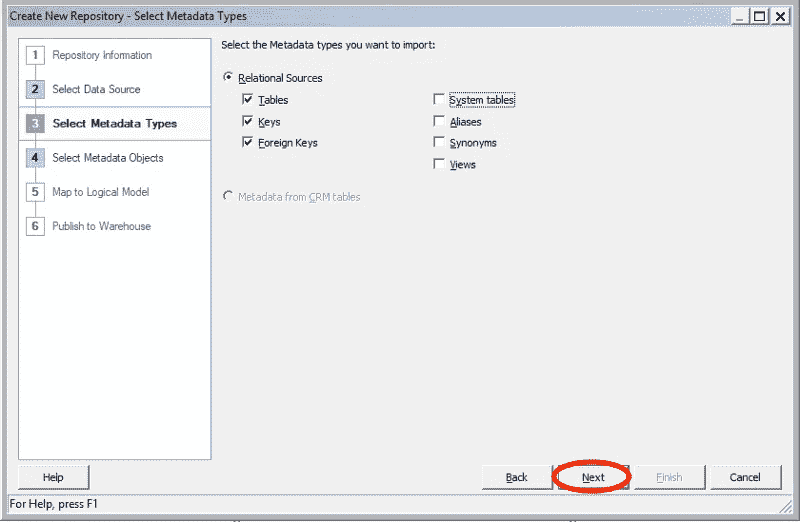 Create New Repository - Select Metadata Types
Select the Metadata types you want to import:
1 Repository Information
2 Select Data Source
3 Select Metadata Types
4 Select Metadata Objects
5 Map to Logical Model
6 Publish to Warehouse
Relational Sources
Tables
Keys
Foreign Keys
System tables
Aliases
Synonyms
Views
Metadata from CRM tables
Help
Back
Next
Finish
Cancel
For Help, press F1